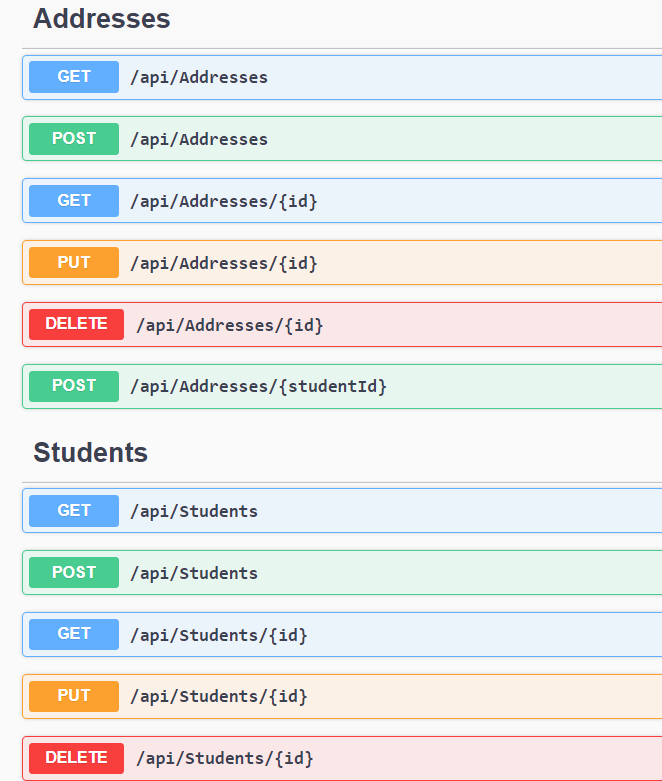 Addresses
GET /api/Addresses
POST /api/Addresses
GET /api/Addresses/{id}
PUT /api/Addresses/{id}
DELETE /api/Addresses/{id}
POST /api/Addresses/{studentId}
Students
GET /api/Students
POST /api/Students
GET /api/Students/{id}
PUT /api/Students/{id}
DELETE /api/Students/{id}